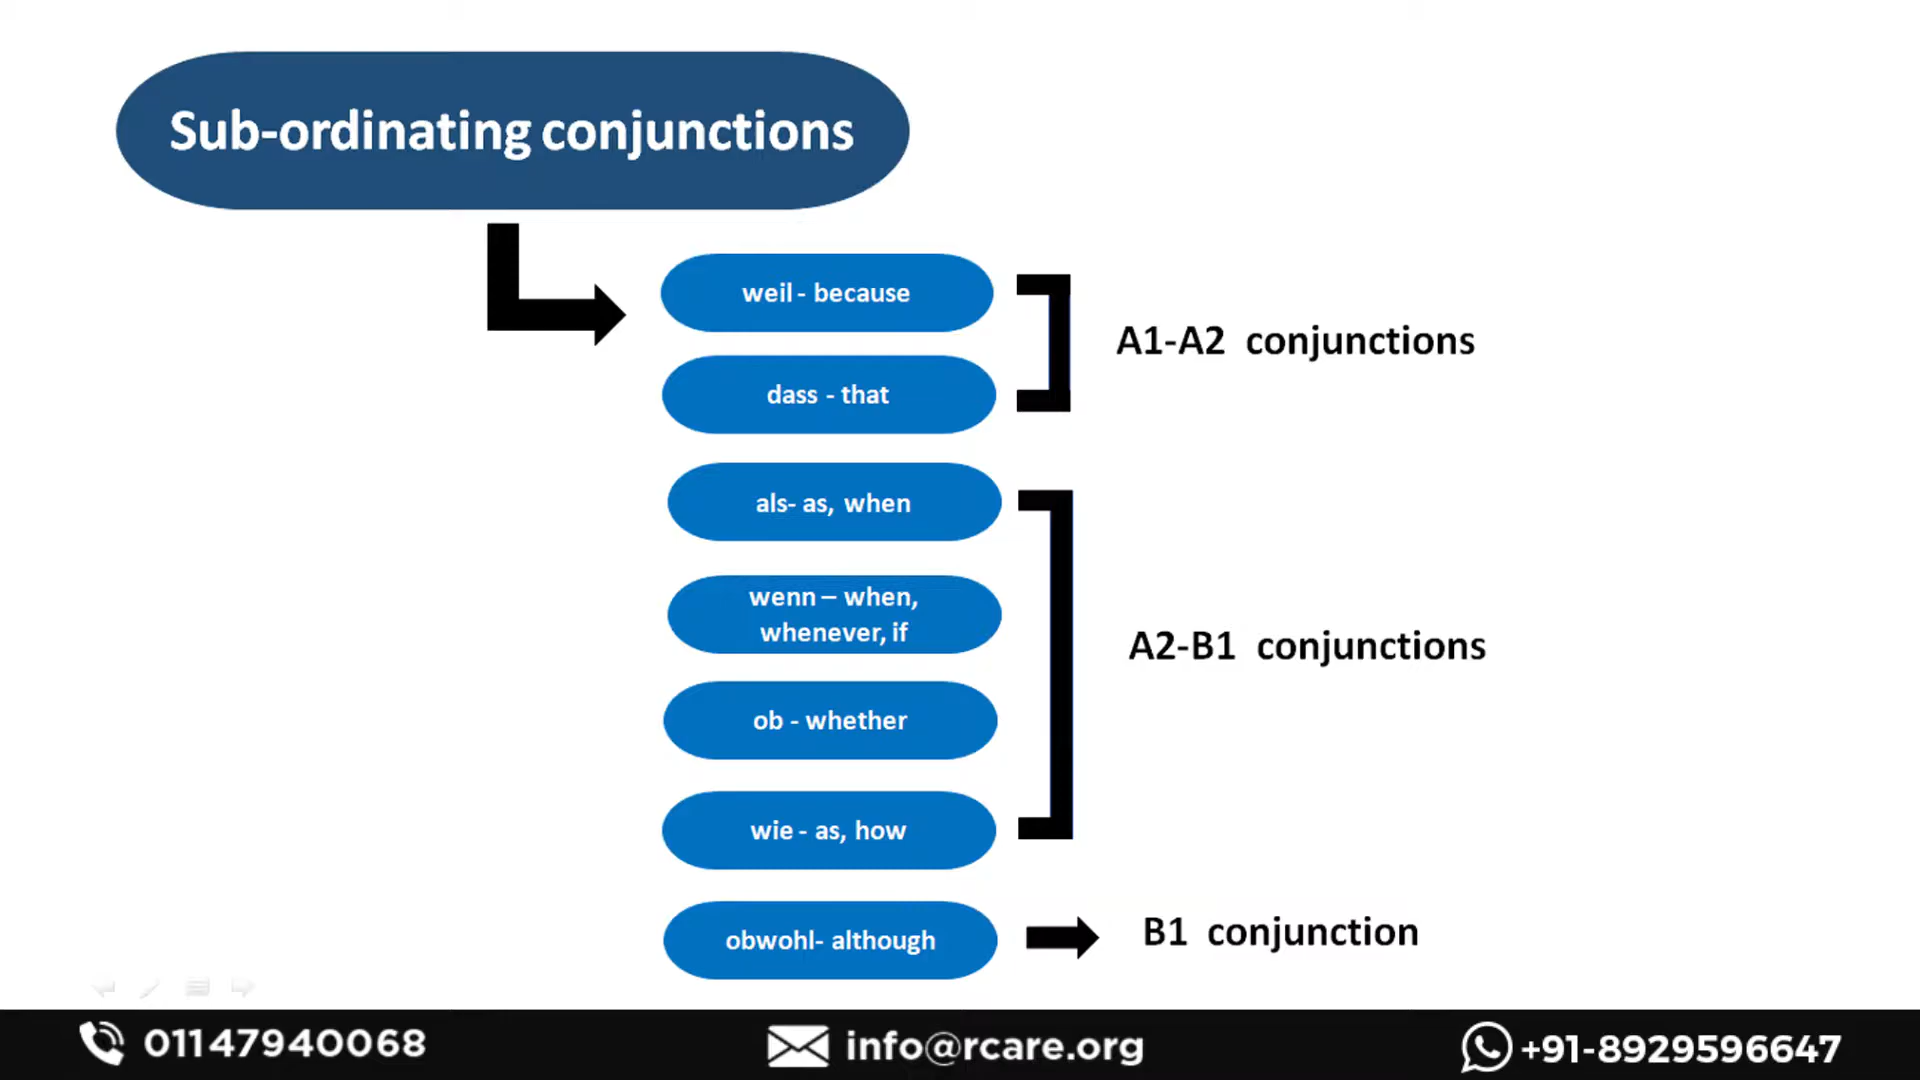 Sub-ordinating conjunctions
weil - because
dass - that
A1-A2 conjunctions
als- as, when
wenn – when,
whenever, if
ob - whether
wie - as, how
A2-B1 conjunctions
obwohl- although
B1 conjunction
01147940068
info@rcare.org
+91-8929596647